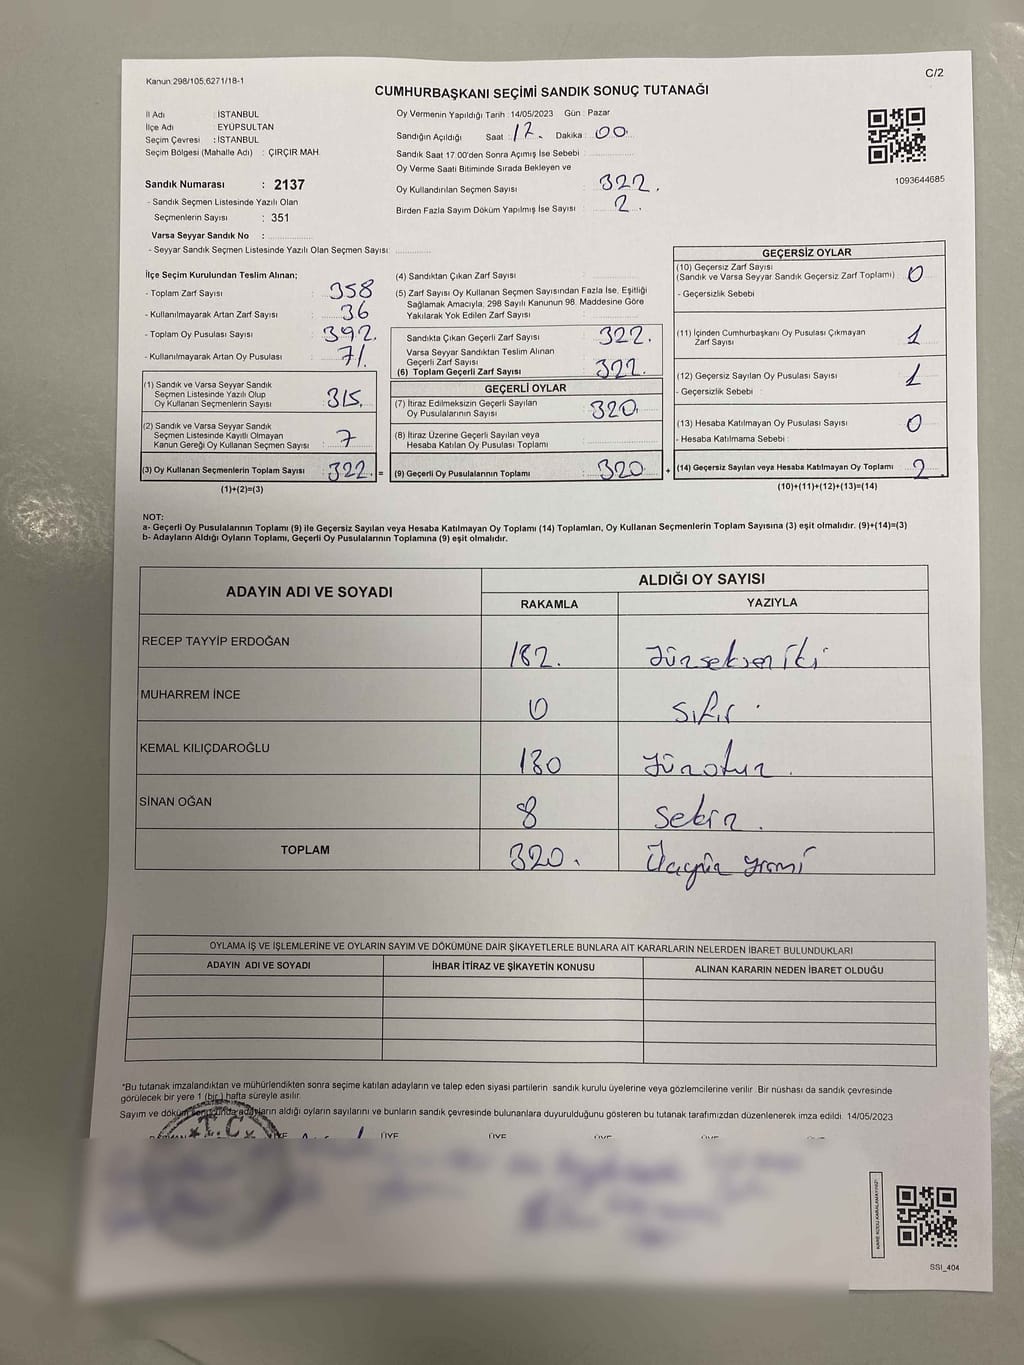 Kanun:298/105,6271/18-1
C/2
CUMHURBAŞKANI SEÇİMİ SANDIK SONUÇ TUTANAĞI
İl Adı : İSTANBUL
İlçe Adı : EYÜPSULTAN
Seçim Çevresi : İSTANBUL
Seçim Bölgesi (Mahalle Adı) : ÇIRÇIR MAH.
Sandık Numarası : 2137
- Sandık Seçmen Listesinde Yazılı Olan
Seçmenlerin Sayısı : 351
Varsa Seyyar Sandık No :
- Seyyar Sandık Seçmen Listesinde Yazılı Olan Seçmen Sayısı:
Oy Vermenin Yapıldığı Tarih : 14/05/2023 Gün : Pazar
Sandığın Açıldığı Saat : 17. Dakika : 00
Sandık Saat 17.00'den Sonra Açımış İse Sebebi :
Oy Verme Saati Bitiminde Sırada Bekleyen ve
Oy Kullandırılan Seçmen Sayısı 322.
Birden Fazla Sayım Döküm Yapılmış İse Sayısı 2.
1093644685
İlçe Seçim Kurulundan Teslim Alınan;
- Toplam Zarf Sayısı : 358
- Kullanılmayarak Artan Zarf Sayısı : 36
- Toplam Oy Pusulası Sayısı : 392.
- Kullanılmayarak Artan Oy Pusulası : 71.
(1) Sandık ve Varsa Seyyar Sandık
Seçmen Listesinde Yazılı Olup
Oy Kullanan Seçmenlerin Sayısı 315.
(2) Sandık ve Varsa Seyyar Sandık
Seçmen Listesinde Kayıtlı Olmayan
Kanun Gereği Oy Kullanan Seçmen Sayısı : 7
(3) Oy Kullanan Seçmenlerin Toplam Sayısı 322. =
(1)+(2)=(3)
(4) Sandıktan Çıkan Zarf Sayısı
(5) Zarf Sayısı Oy Kullanan Seçmen Sayısından Fazla İse, Eşitliği
Sağlamak Amacıyla, 298 Sayılı Kanunun 98. Maddesine Göre
Yakılarak Yok Edilen Zarf Sayısı :
Sandıkta Çıkan Geçerli Zarf Sayısı 322.
Varsa Seyyar Sandıktan Teslim Alınan
Geçerli Zarf Sayısı
(6) Toplam Geçerli Zarf Sayısı 322.
GEÇERLİ OYLAR
(7) İtiraz Edilmeksizin Geçerli Sayılan
Oy Pusulalarının Sayısı 320.
(8) İtiraz Üzerine Geçerli Sayılan veya
Hesaba Katılan Oy Pusulası Toplamı
(9) Geçerli Oy Pusulalarının Toplamı 320 +
GEÇERSİZ OYLAR
(10) Geçersiz Zarf Sayısı
(Sandık ve Varsa Seyyar Sandık Geçersiz Zarf Toplamı) 0
- Geçersizlik Sebebi :
(11) İçinden Cumhurbaşkanı Oy Pusulası Çıkmayan
Zarf Sayısı 1
(12) Geçersiz Sayılan Oy Pusulası Sayısı 1
- Geçersizlik Sebebi :
(13) Hesaba Katılmayan Oy Pusulası Sayısı 0
- Hesaba Katılmama Sebebi :
(14) Geçersiz Sayılan veya Hesaba Katılmayan Oy Toplamı 2.
(10)+(11)+(12)+(13)=(14)
NOT:
a- Geçerli Oy Pusulalarının Toplamı (9) ile Geçersiz Sayılan veya Hesaba Katılmayan Oy Toplamı (14) Toplamları, Oy Kullanan Seçmenlerin Toplam Sayısına (3) eşit olmalıdır. (9)+(14)=(3)
b- Adayların Aldığı Oyların Toplamı, Geçerli Oy Pusulalarının Toplamına (9) eşit olmalıdır.
ADAYIN ADI VE SOYADI
ALDIĞI OY SAYISI
RAKAMLA YAZIYLA
RECEP TAYYİP ERDOĞAN 182. Yüzseksen iki
MUHARREM İNCE 0 Sıfır.
KEMAL KILIÇDAROĞLU 130 Yüzotuz.
SİNAN OĞAN 8 Sekiz.
TOPLAM 320. Üçyüz yirmi
OYLAMA İŞ VE İŞLEMLERİNE VE OYLARIN SAYIM VE DÖKÜMÜNE DAİR ŞİKAYETLERLE BUNLARA AİT KARARLARIN NELERDEN İBARET BULUNDUKLARI
ADAYIN ADI VE SOYADI İHBAR İTİRAZ VE ŞİKAYETİN KONUSU ALINAN KARARIN NEDEN İBARET OLDUĞU
*Bu tutanak imzalandıktan ve mühürlendikten sonra seçime katılan adayların ve talep eden siyasi partilerin sandık kurulu üyelerine veya gözlemcilerine verilir. Bir nüshası da sandık çevresinde
görülecek bir yere 1 (bir) hafta süreyle asılır.
Sayım ve döküm sonucunda adayların aldığı oyların sayılarını ve bunların sandık çevresinde bulunanlara duyurulduğunu gösteren bu tutanak tarafımızdan düzenlenerek imza edildi. 14/05/2023
T.C.
ÜYE ÜYE ÜYE ÜYE ÜYE
SSI_404